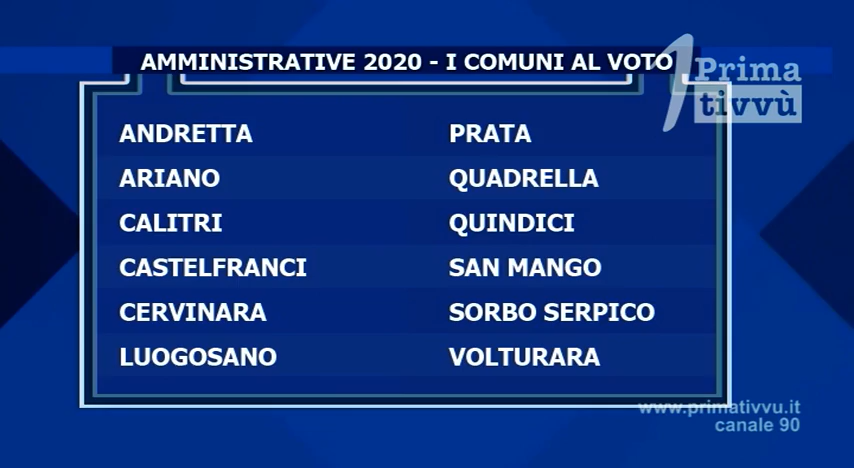 AMMINISTRATIVE 2020 - I COMUNI AL VOTO
1 Prima
tivvù
ANDRETTA
ARIANO
CALITRI
CASTELFRANCI
CERVINARA
LUOGOSANO
PRATA
QUADRELLA
QUINDICI
SAN MANGO
SORBO SERPICO
VOLTURARA
www.primativvu.it
canale 90